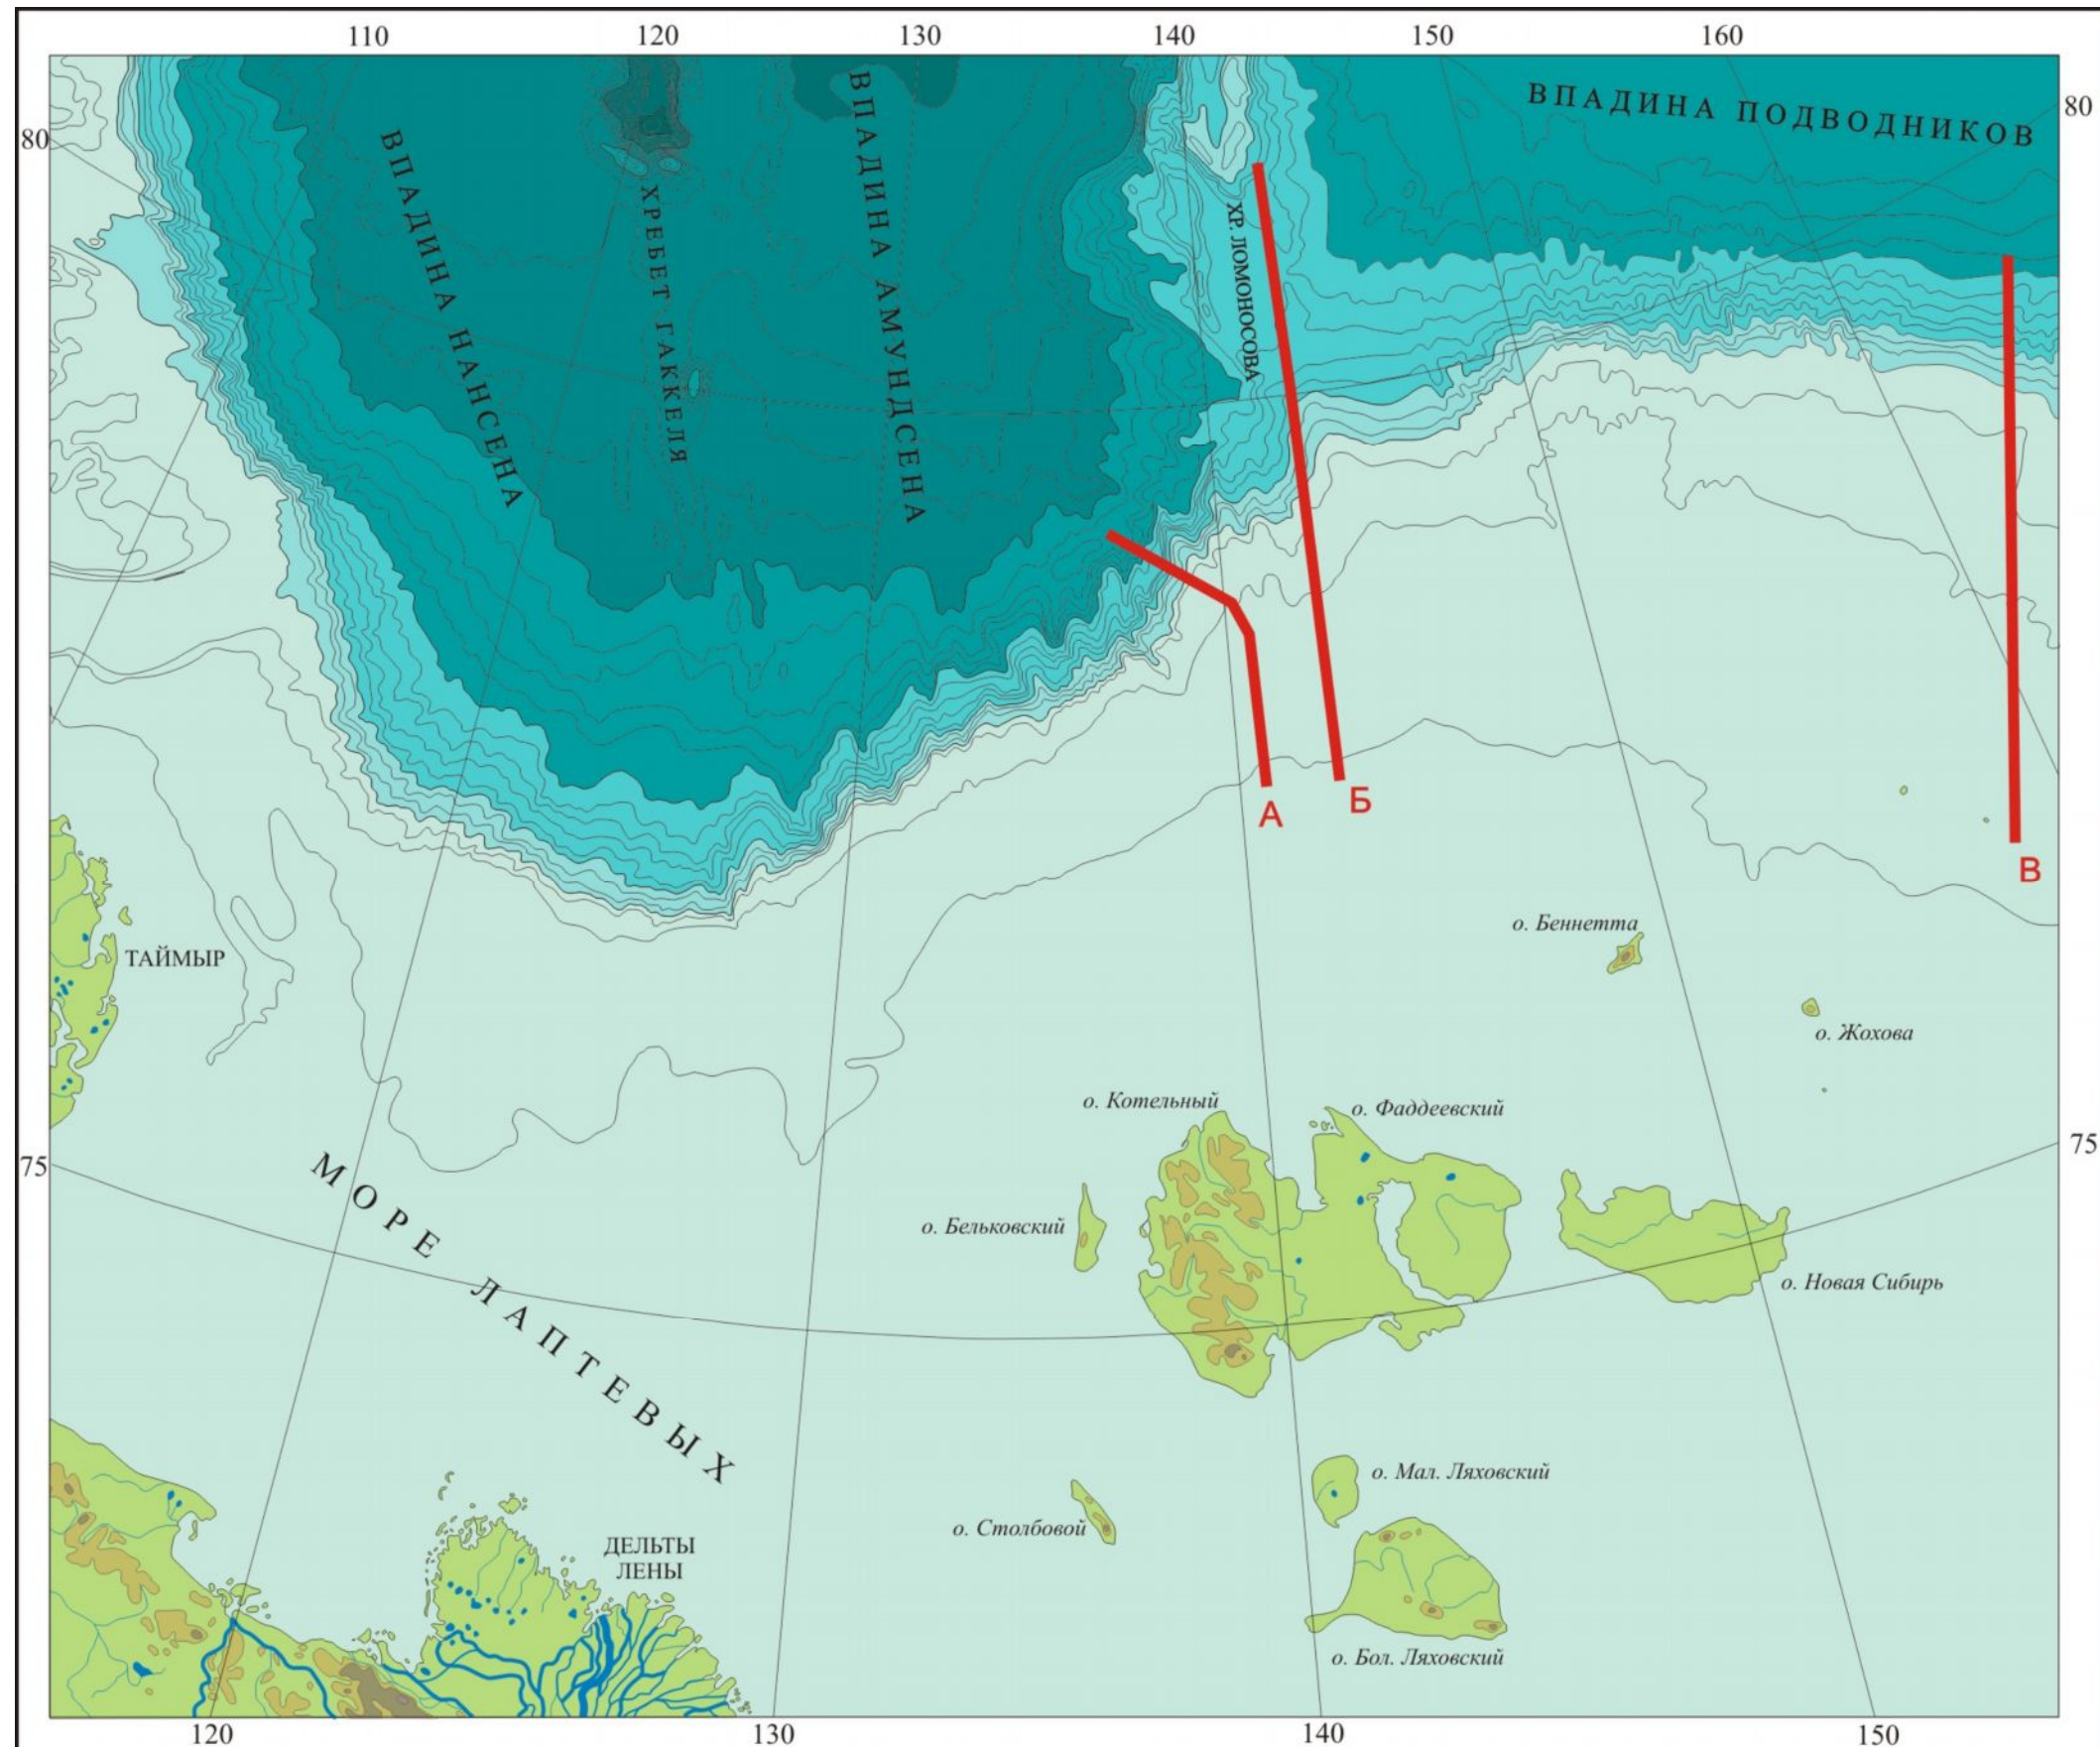 110 120 130 140 150 160
80
80
ВПАДИНА ПОДВОДНИКОВ
ВПАДИНА НАНСЕНА
ХРЕБЕТ ГАККЕЛЯ
ВПАДИНА АМУНДСЕНА
ХР. ЛОМОНОСОВА
А
Б
В
о. Беннетта
ТАЙМЫР
о. Жохова
о. Котельный
о. Фаддеевский
75
75
МОРЕ ЛАПТЕВЫХ
о. Бельковский
о. Новая Сибирь
о. Мал. Ляховский
о. Столбовой
ДЕЛЬТЫ
ЛЕНЫ
о. Бол. Ляховский
120 130 140 150